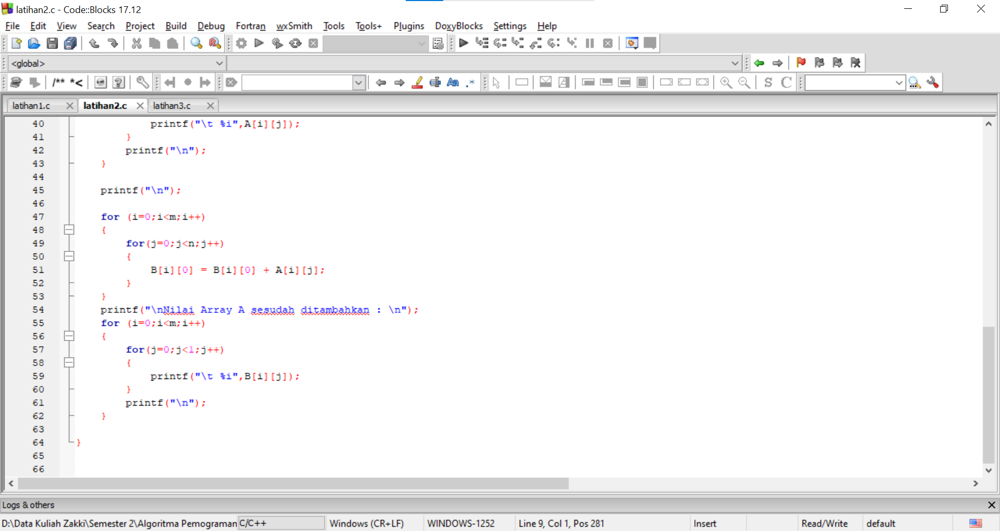 latihan2.c - Code::Blocks 17.12
File Edit View Search Project Build Debug Fortran wxSmith Tools Tools+ Plugins DoxyBlocks Settings Help
<global>
/** *<
Aa .*
S C
latihan1.c latihan2.c latihan3.c
40 printf("\t %i",A[i][j]);
41 }
42 printf("\n");
43 }
44
45 printf("\n");
46
47 for (i=0;i<m;i++)
48 {
49 for(j=0;j<n;j++)
50 {
51 B[i][0] = B[i][0] + A[i][j];
52 }
53 }
54 printf("\nNilai Array A sesudah ditambahkan : \n");
55 for (i=0;i<m;i++)
56 {
57 for(j=0;j<1;j++)
58 {
59 printf("\t %i",B[i][j]);
60 }
61 printf("\n");
62 }
63
64 }
65
66
Logs & others
D:\Data Kuliah Zakki\Semester 2\Algoritma Pemograman C/C++ Windows (CR+LF) WINDOWS-1252 Line 9, Col 1, Pos 281 Insert Read/Write default